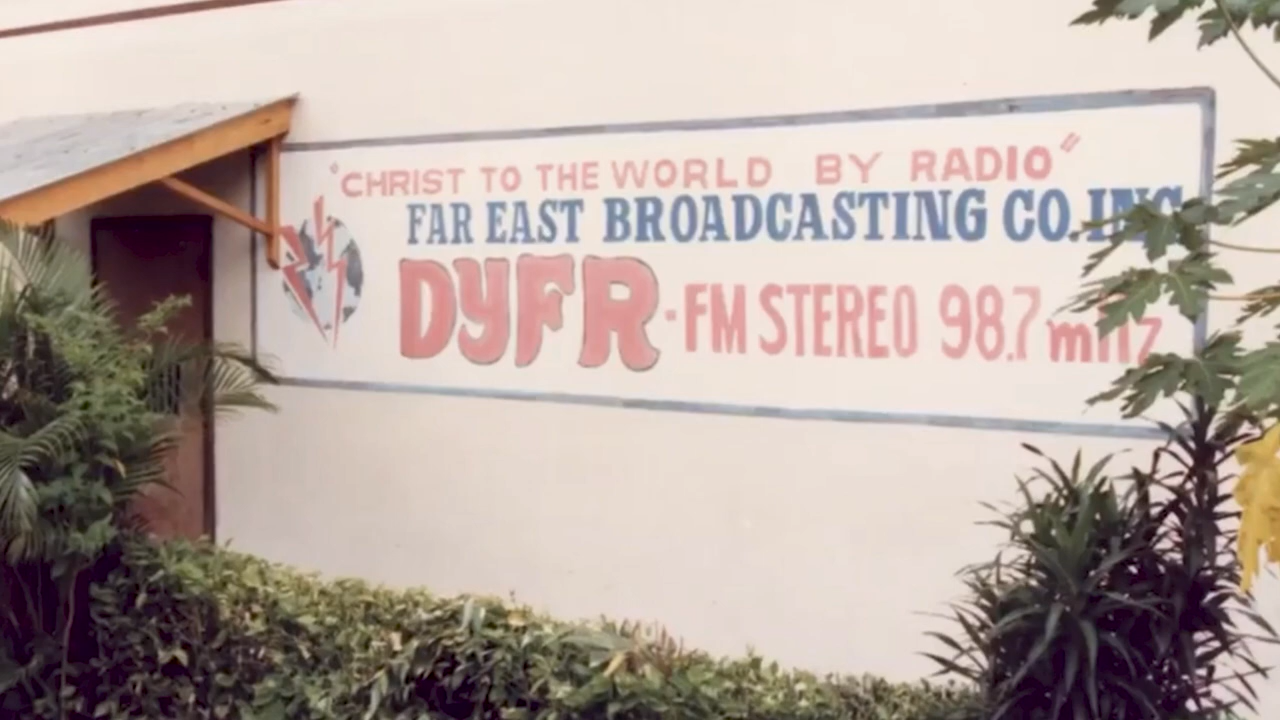 "CHRIST TO THE WORLD BY RADIO"
FAR EAST BROADCASTING CO. INC
DYFR - FM STEREO 98.7 mHz